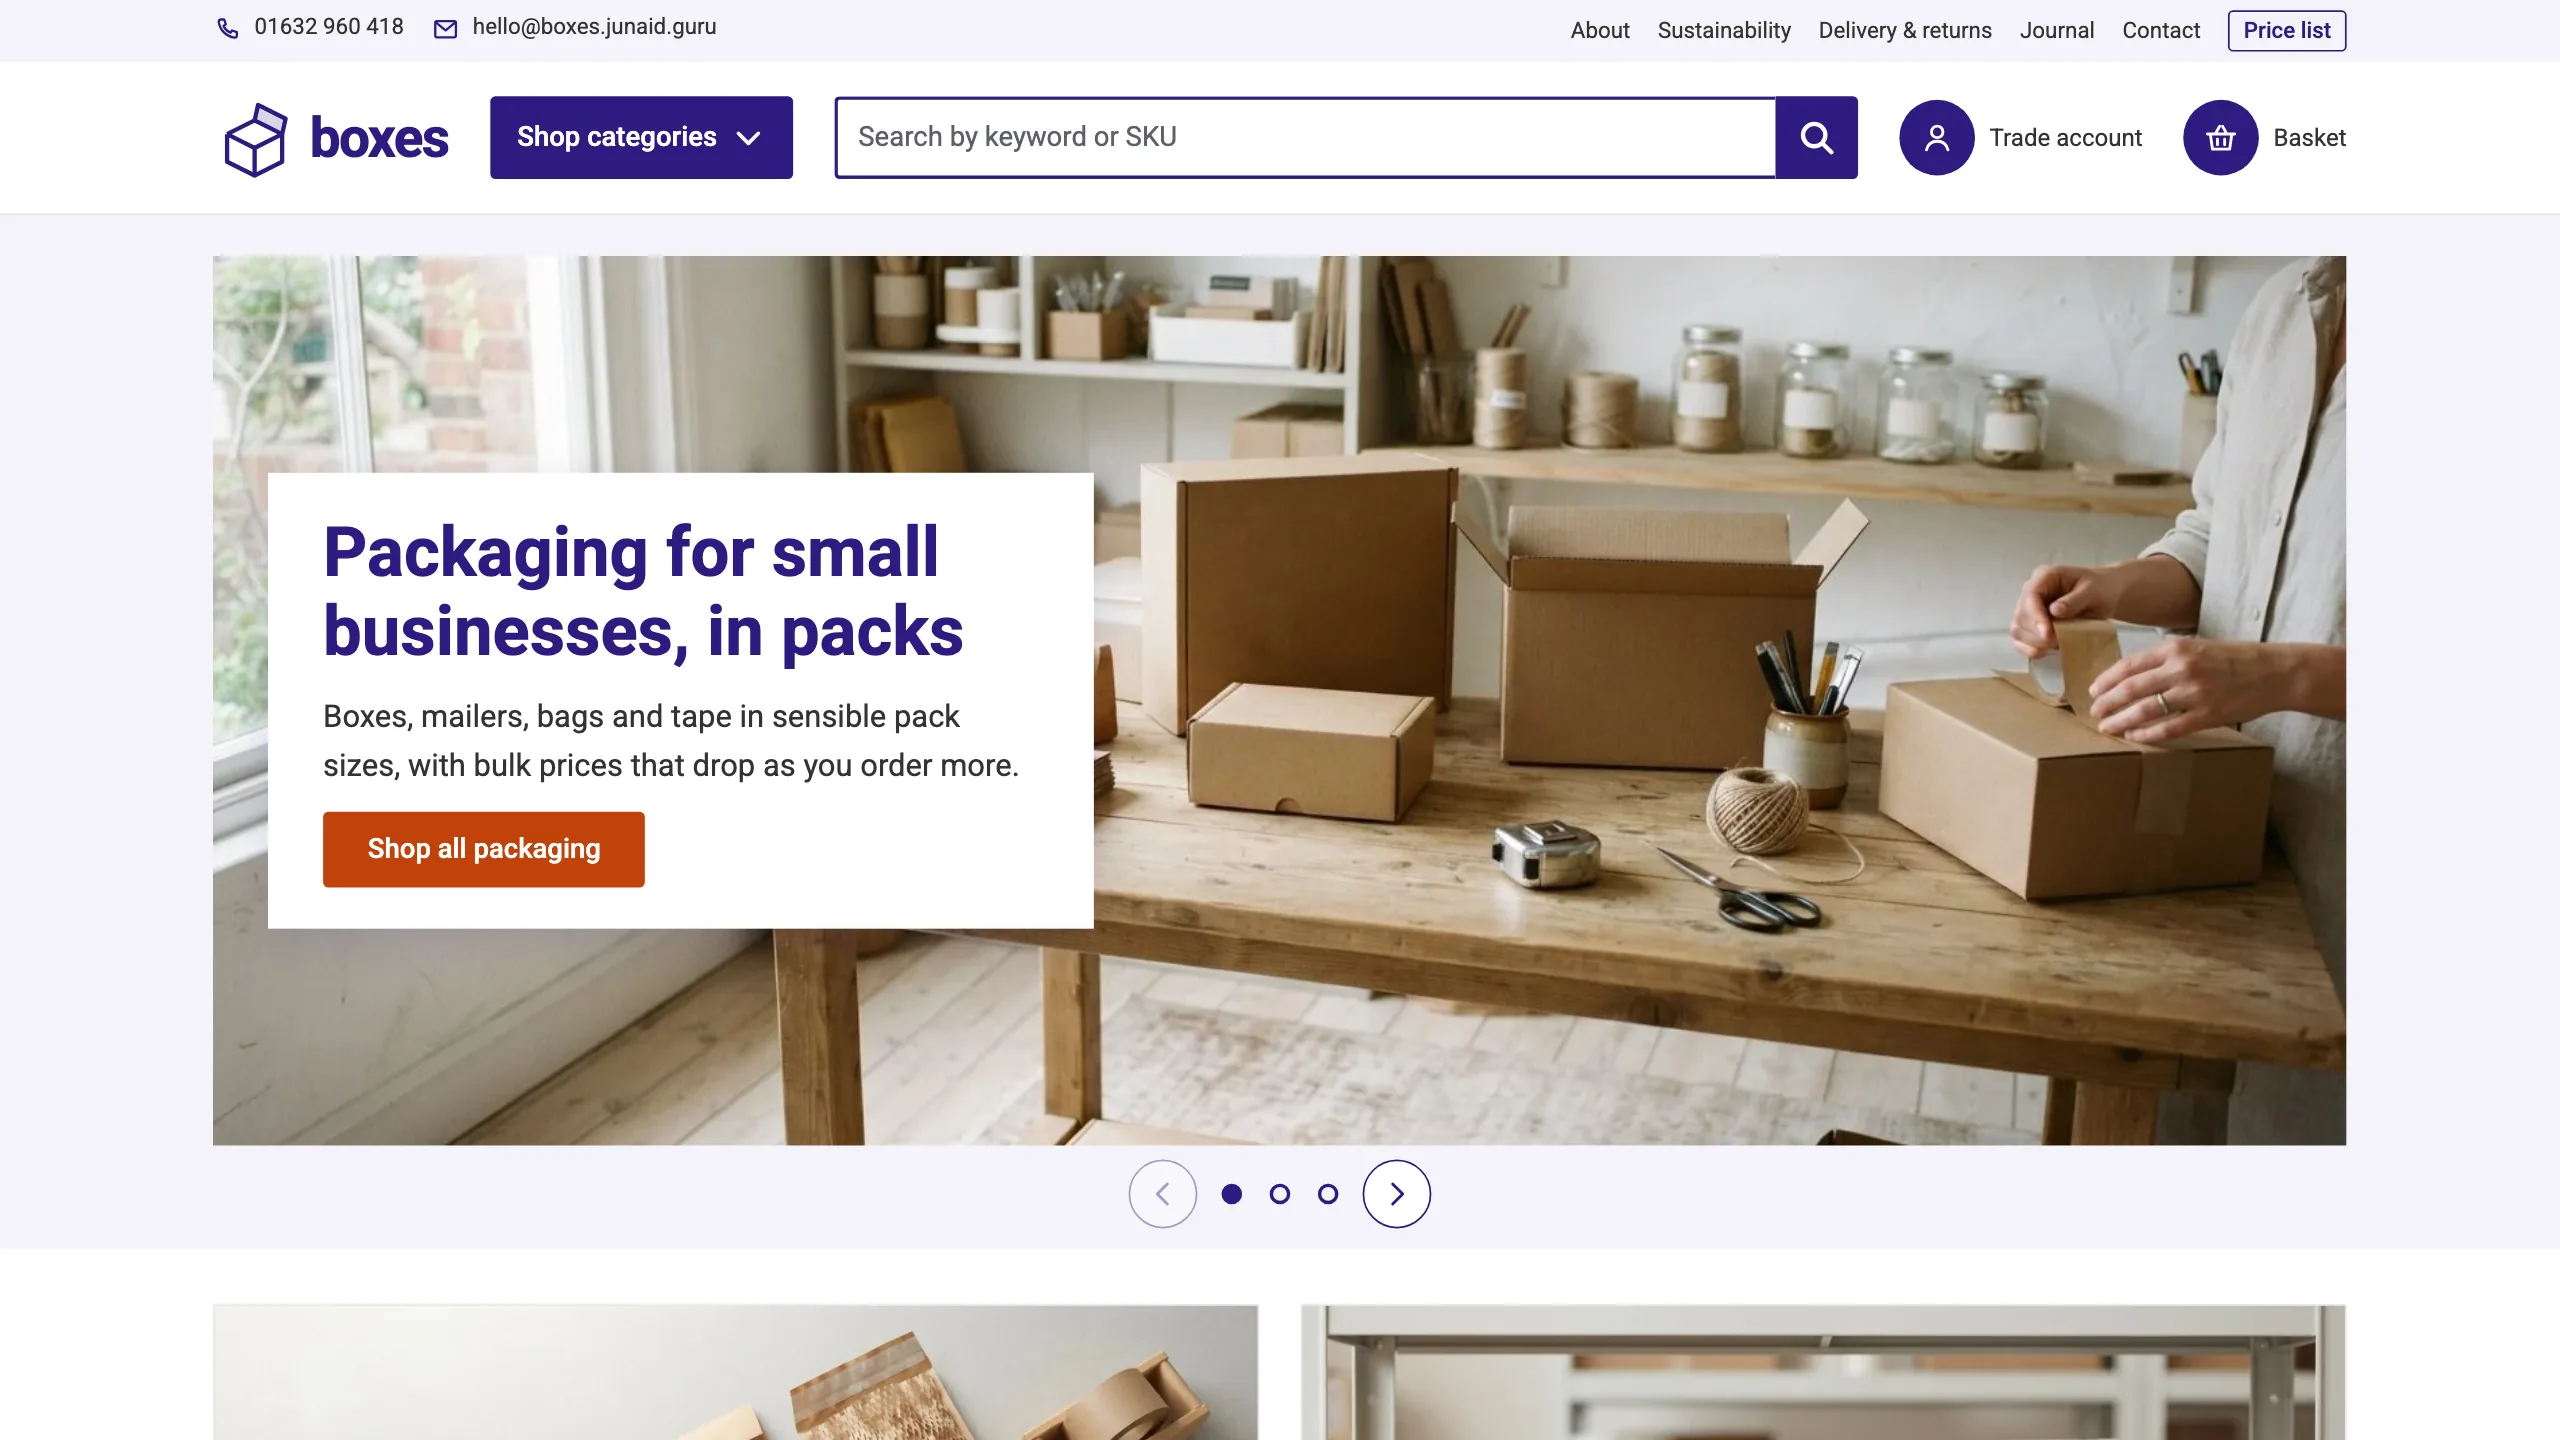 01632 960 418
hello@boxes.junaid.guru
About
Sustainability
Delivery & returns
Journal
Contact
Price list
boxes
Shop categories
Search by keyword or SKU
Trade account
Basket
Packaging for small
businesses, in packs
Boxes, mailers, bags and tape in sensible pack
sizes, with bulk prices that drop as you order more.
Shop all packaging